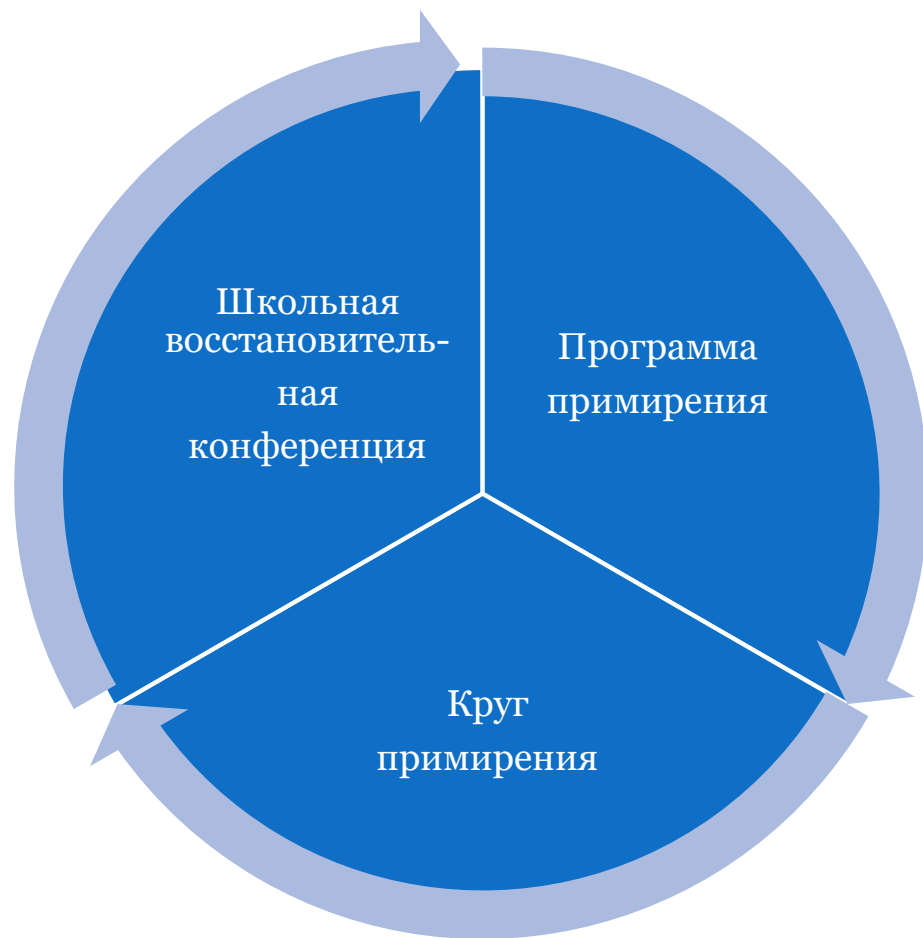 Школьная
восстановитель-
ная
конференция
Программа
примирения
Круг
примирения